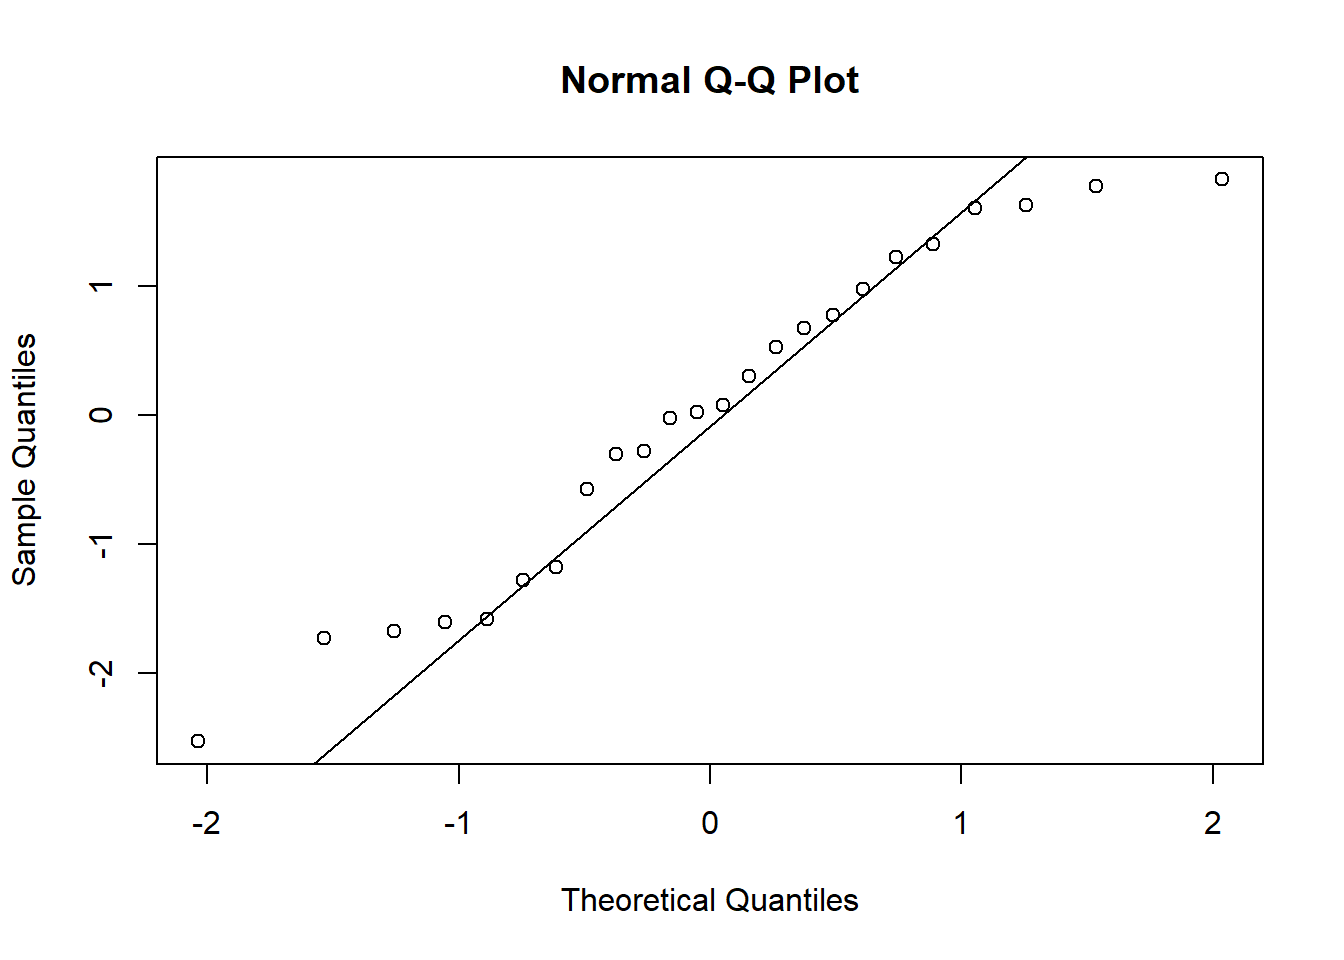 Normal Q-Q Plot
1
0
-1
-2
Sample Quantiles
-2 -1 0 1 2
Theoretical Quantiles